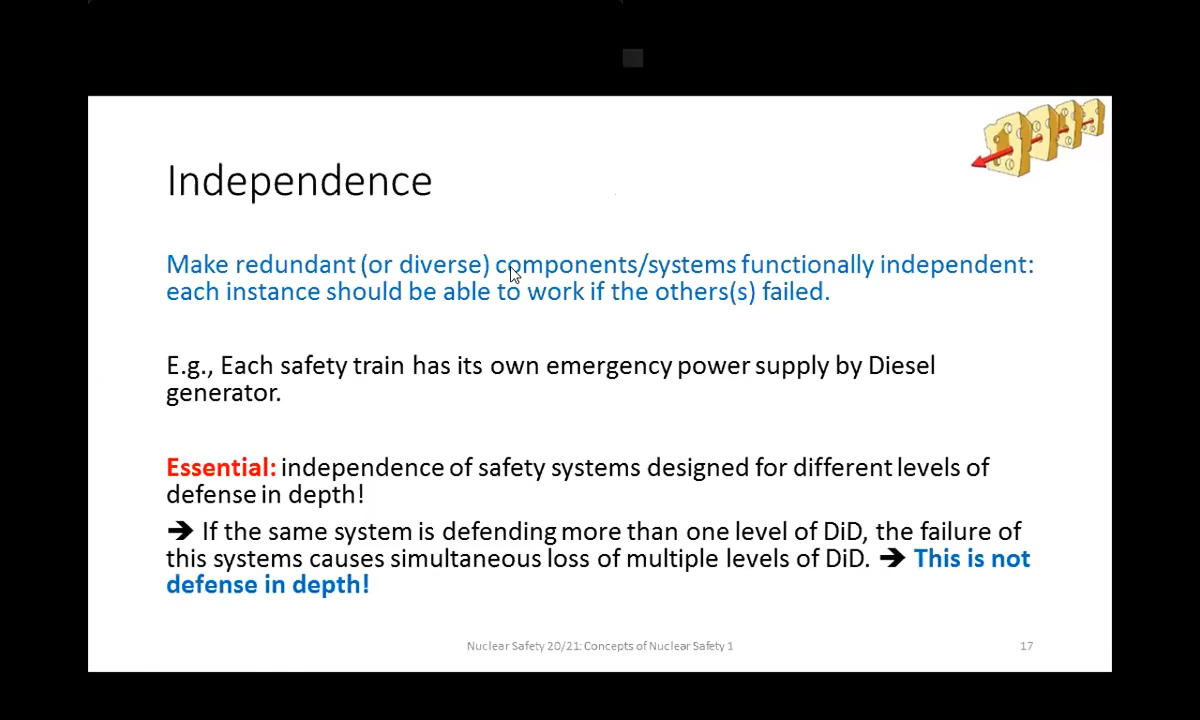 Independence
Make redundant (or diverse) components/systems functionally independent:
each instance should be able to work if the others(s) failed.
E.g., Each safety train has its own emergency power supply by Diesel
generator.
Essential: independence of safety systems designed for different levels of
defense in depth!
➔ If the same system is defending more than one level of DiD, the failure of
this systems causes simultaneous loss of multiple levels of DiD. ➔ This is not
defense in depth!
Nuclear Safety 20/21: Concepts of Nuclear Safety 1
17